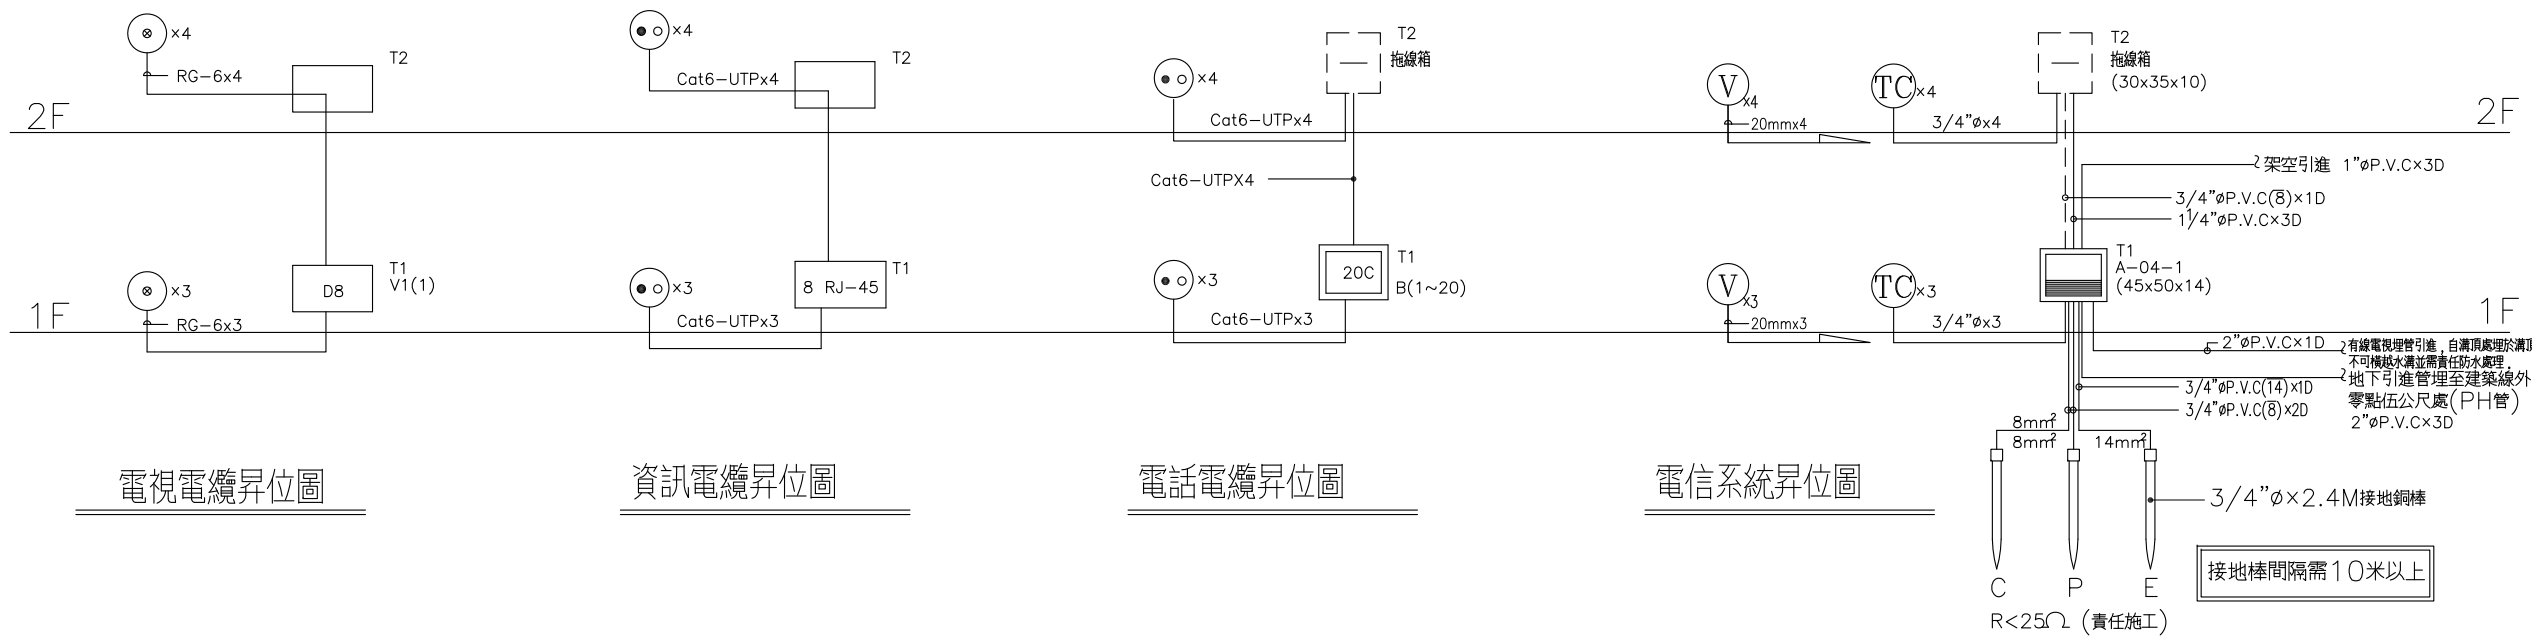 2F
1F
×4
RG-6x4
T2
×3
RG-6x3
D8
T1
V1(1)
電視電纜昇位圖
×4
Cat6-UTPx4
T2
×3
Cat6-UTPx3
8 RJ-45
T1
資訊電纜昇位圖
×4
Cat6-UTPx4
T2
拖線箱
Cat6-UTPX4
×3
Cat6-UTPx3
20C
T1
B(1~20)
電話電纜昇位圖
V
x4
20mmx4
TC
×4
3/4"øx4
T2
拖線箱
(30x35x10)
2F
架空引進 1"øP.V.C×3D
3/4"øP.V.C(8)×1D
1 1/4"øP.V.C×3D
V
x3
20mmx3
TC
×3
3/4"øx3
T1
A-04-1
(45x50x14)
1F
2"øP.V.C×1D
有線電視埋管引進，自溝頂處埋於溝頂
不可橫越水溝並需責任防水處理，
地下引進管埋至建築線外
零點伍公尺處(PH管)
2"øP.V.C×3D
3/4"øP.V.C(14)×1D
3/4"øP.V.C(8)×2D
8mm²
8mm²
14mm²
電信系統昇位圖
3/4"ø×2.4M接地銅棒
C
P
E
接地棒間隔需10米以上
R<25Ω (責任施工)